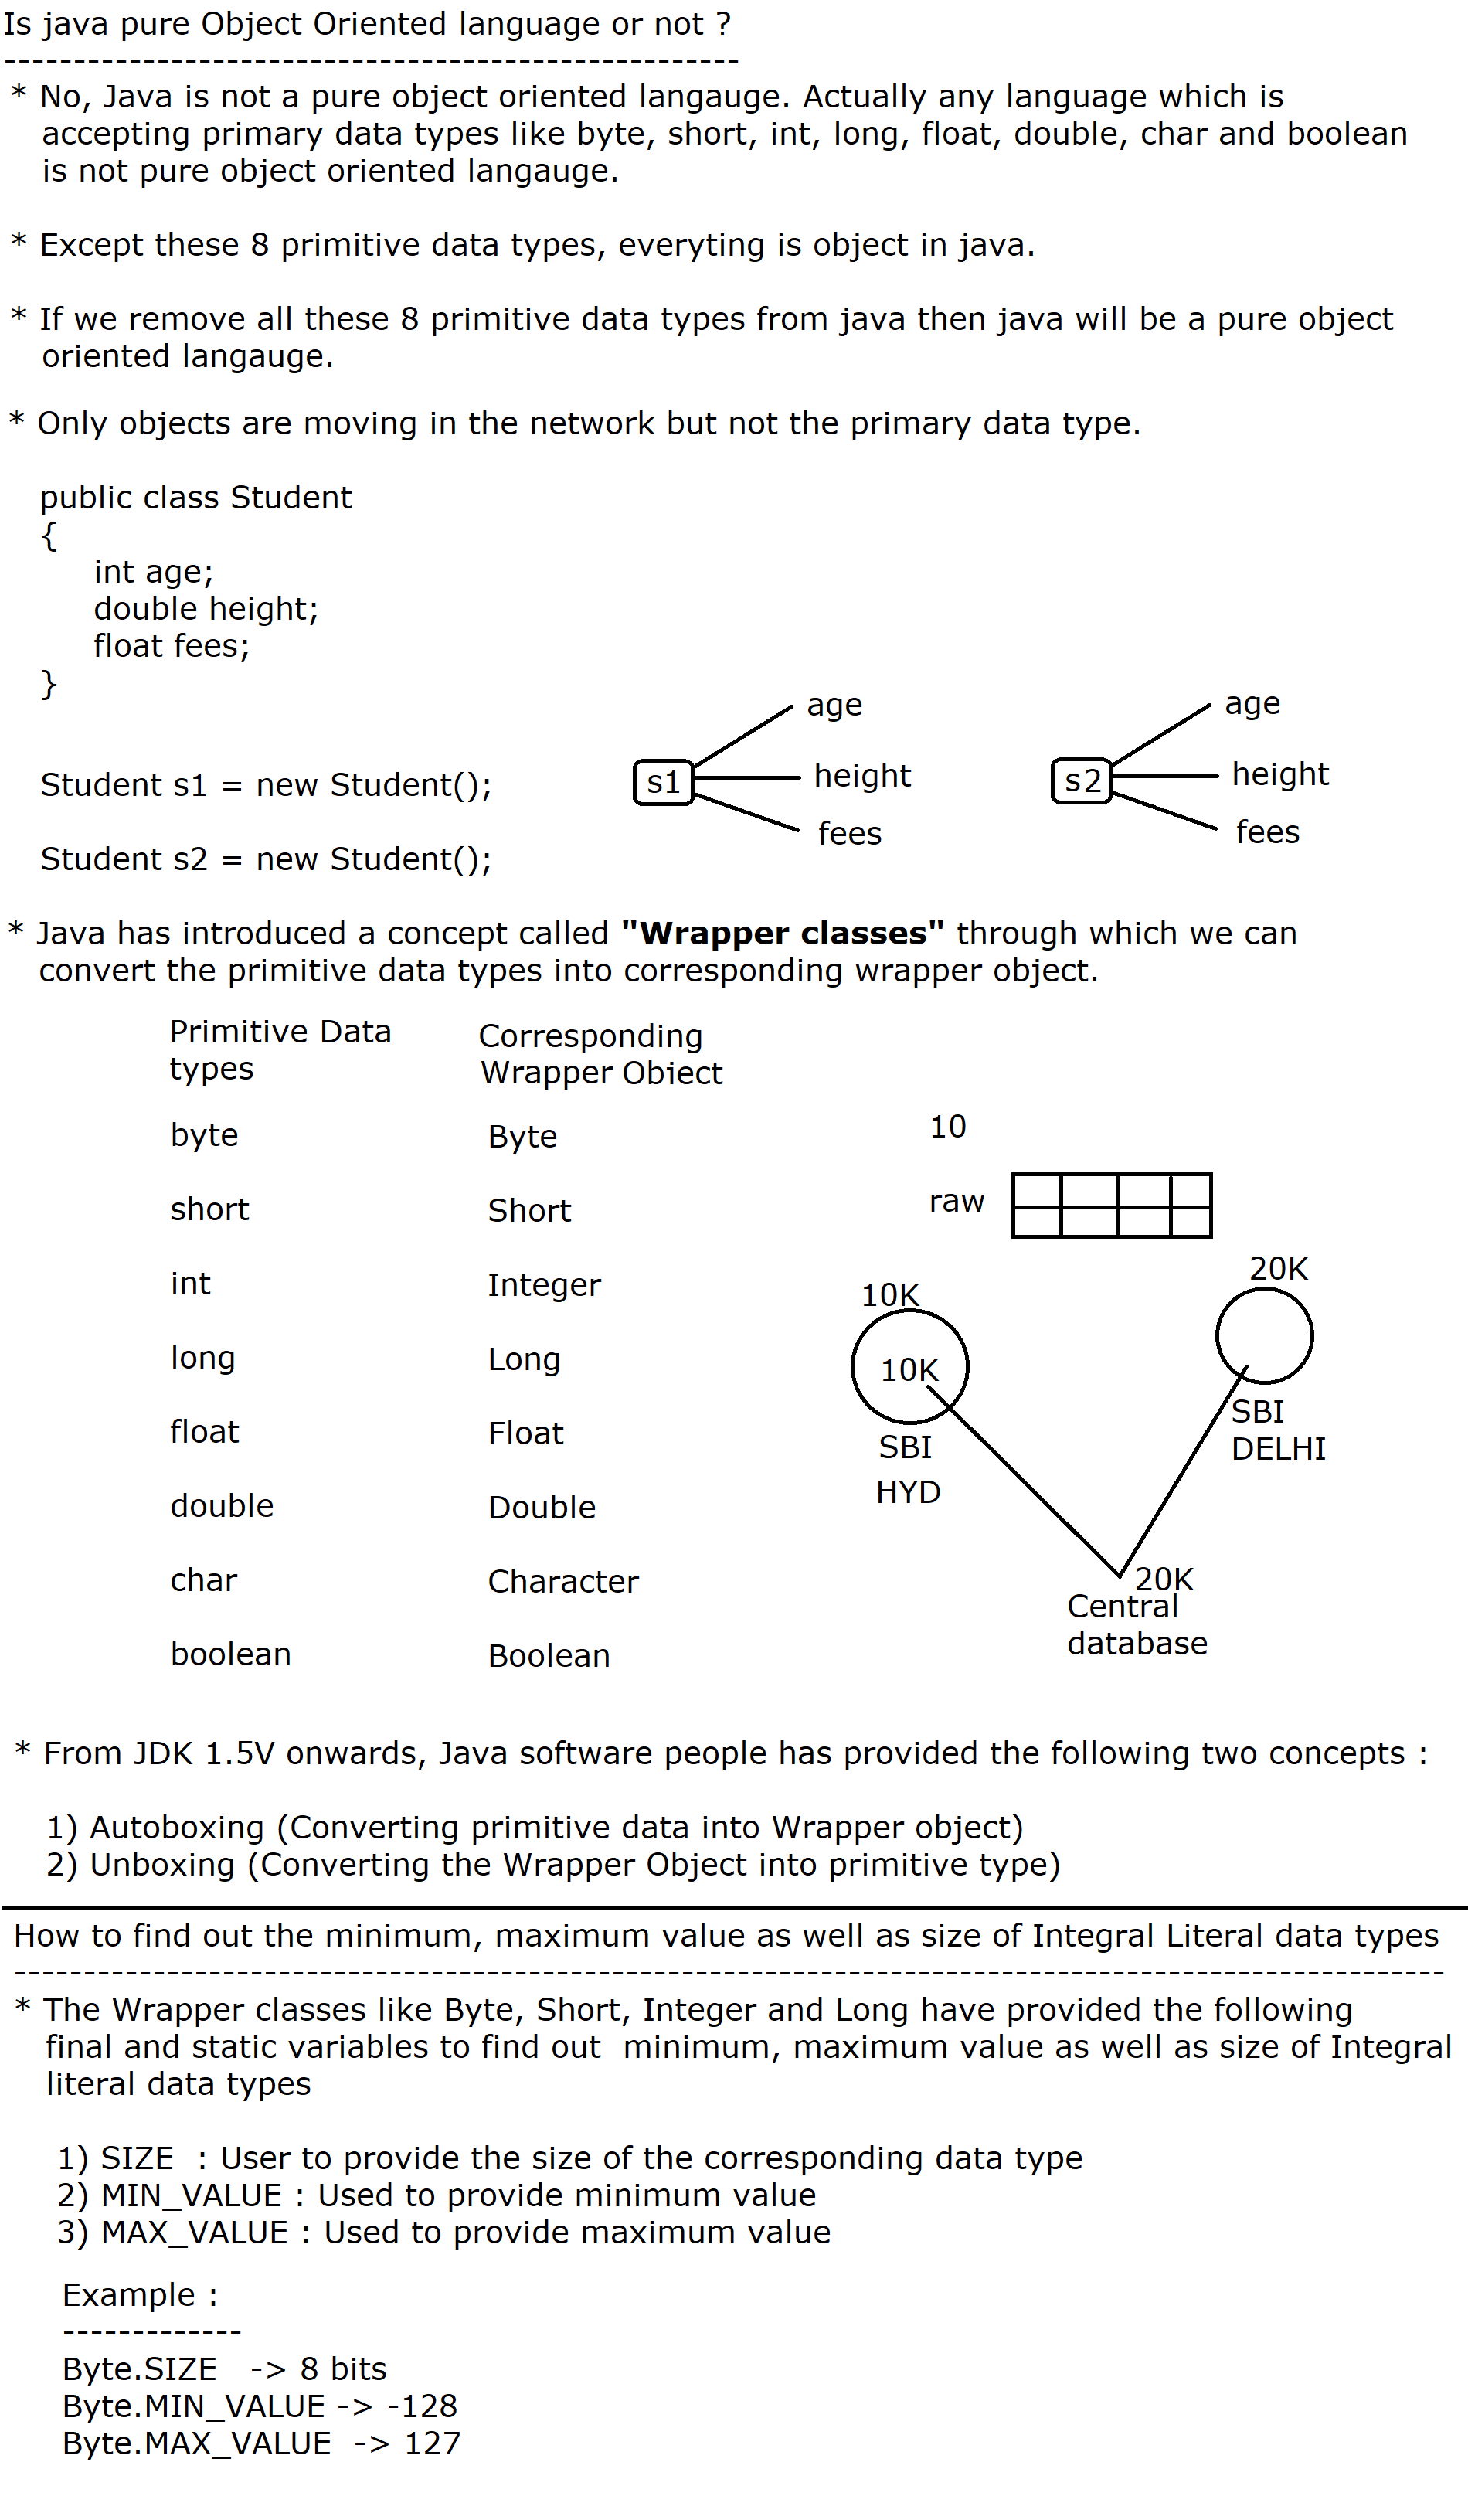 Is java pure Object Oriented language or not ?
-----------------------------------------------------
* No, Java is not a pure object oriented langauge. Actually any language which is
accepting primary data types like byte, short, int, long, float, double, char and boolean
is not pure object oriented langauge.
* Except these 8 primitive data types, everyting is object in java.
* If we remove all these 8 primitive data types from java then java will be a pure object
oriented langauge.
* Only objects are moving in the network but not the primary data type.
public class Student
{
int age;
double height;
float fees;
}
Student s1 = new Student();
Student s2 = new Student();
s1
age
height
fees
s2
age
height
fees
* Java has introduced a concept called "Wrapper classes" through which we can
convert the primitive data types into corresponding wrapper object.
Primitive Data
types
Corresponding
Wrapper Object
byte Byte
short Short
int Integer
long Long
float Float
double Double
char Character
boolean Boolean
10
raw
10K
10K
SBI
HYD
20K
SBI
DELHI
20K
Central
database
* From JDK 1.5V onwards, Java software people has provided the following two concepts :
1) Autoboxing (Converting primitive data into Wrapper object)
2) Unboxing (Converting the Wrapper Object into primitive type)
How to find out the minimum, maximum value as well as size of Integral Literal data types
-------------------------------------------------------------------------------------------------------
* The Wrapper classes like Byte, Short, Integer and Long have provided the following
final and static variables to find out  minimum, maximum value as well as size of Integral
literal data types
1) SIZE  : User to provide the size of the corresponding data type
2) MIN_VALUE : Used to provide minimum value
3) MAX_VALUE : Used to provide maximum value
Example :
-------------
Byte.SIZE   -> 8 bits
Byte.MIN_VALUE -> -128
Byte.MAX_VALUE  -> 127